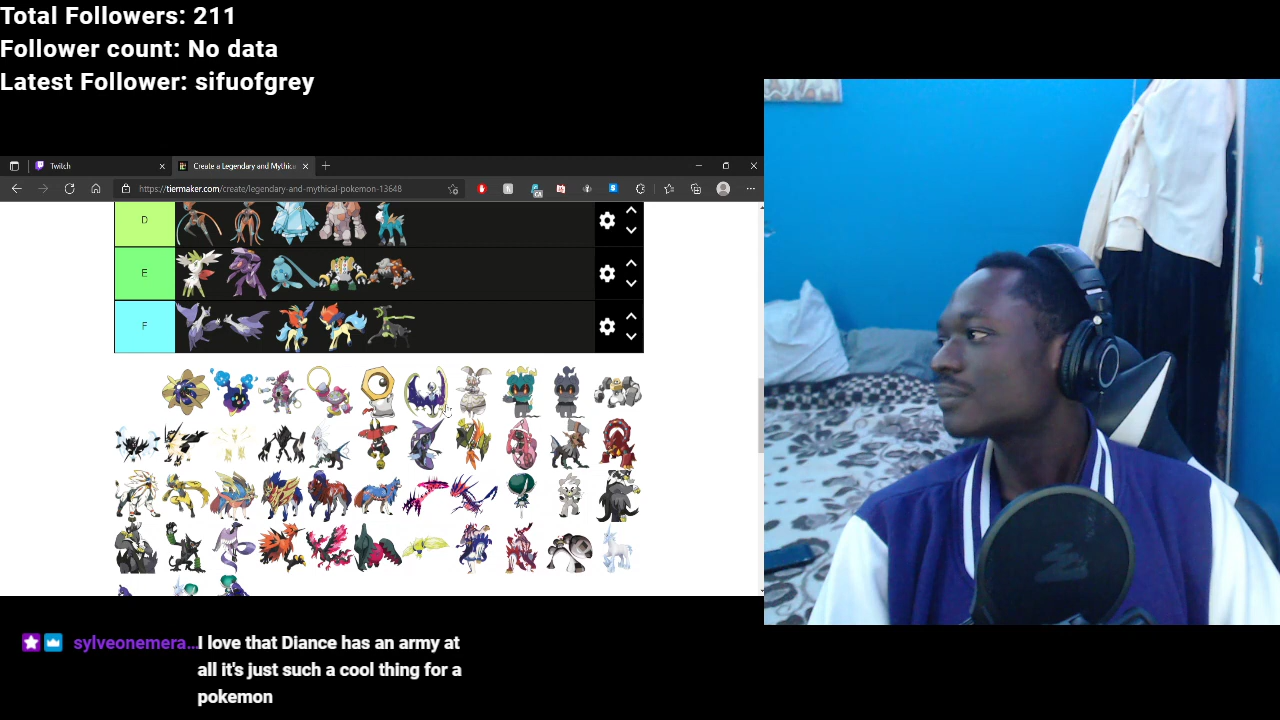 Total Followers: 211
Follower count: No data
Latest Follower: sifuofgrey
Twitch
Create a Legendary and Mythica
https://tiermaker.com/create/legendary-and-mythical-pokemon-13648
D
E
F
sylveonemera... I love that Diance has an army at
all it's just such a cool thing for a
pokemon